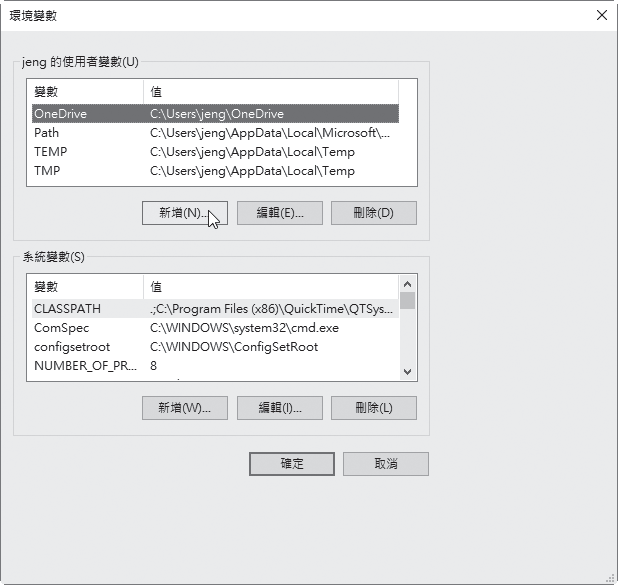 環境變數
jeng 的使用者變數(U)
變數 值
OneDrive C:\Users\jeng\OneDrive
Path C:\Users\jeng\AppData\Local\Microsoft\...
TEMP C:\Users\jeng\AppData\Local\Temp
TMP C:\Users\jeng\AppData\Local\Temp
新增(N)... 編輯(E)... 刪除(D)
系統變數(S)
變數 值
CLASSPATH .;C:\Program Files (x86)\QuickTime\QTSys...
ComSpec C:\WINDOWS\system32\cmd.exe
configsetroot C:\WINDOWS\ConfigSetRoot
NUMBER_OF_PR... 8
新增(W)... 編輯(I)... 刪除(L)
確定 取消